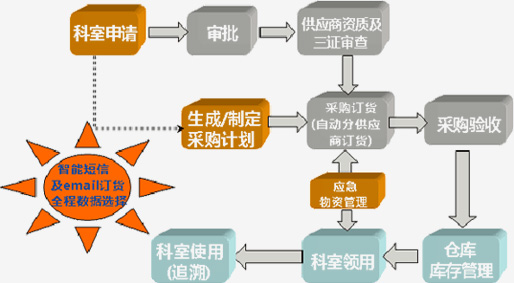 科室申请
审批
供应商资质及
三证审查
生成/制定
采购计划
采购订货
(自动分供应
商订货)
采购验收
智能短信
及email订货
全程数据选择
应急
物资管理
科室使用
(追溯)
科室领用
仓库
库存管理